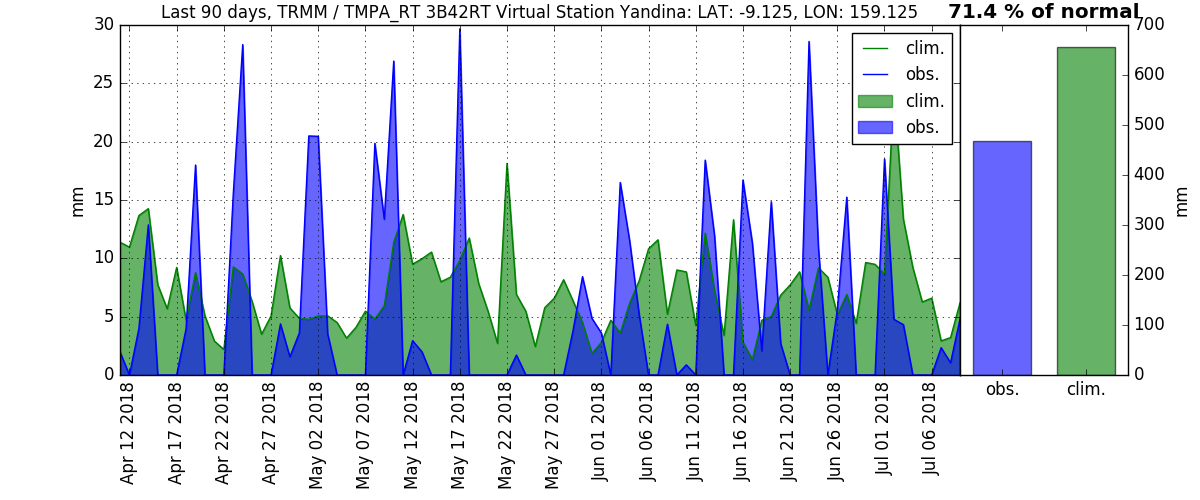 Last 90 days, TRMM / TMPA_RT 3B42RT Virtual Station Yandina: LAT: -9.125, LON: 159.125
71.4 % of normal
30
25
20
15
10
5
0
mm
clim.
obs.
clim.
obs.
Apr 12 2018
Apr 17 2018
Apr 22 2018
Apr 27 2018
May 02 2018
May 07 2018
May 12 2018
May 17 2018
May 22 2018
May 27 2018
Jun 01 2018
Jun 06 2018
Jun 11 2018
Jun 16 2018
Jun 21 2018
Jun 26 2018
Jul 01 2018
Jul 06 2018
700
600
500
400
300
200
100
0
mm
obs.
clim.